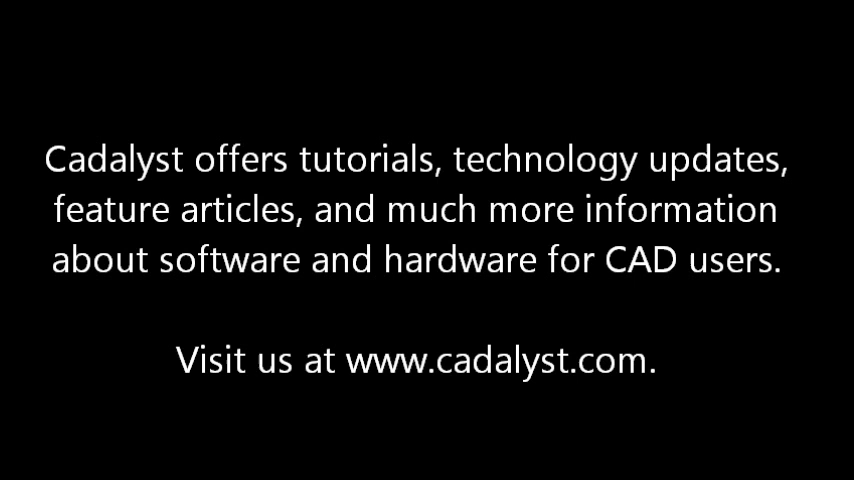 Cadalyst offers tutorials, technology updates,
feature articles, and much more information
about software and hardware for CAD users.
Visit us at www.cadalyst.com.